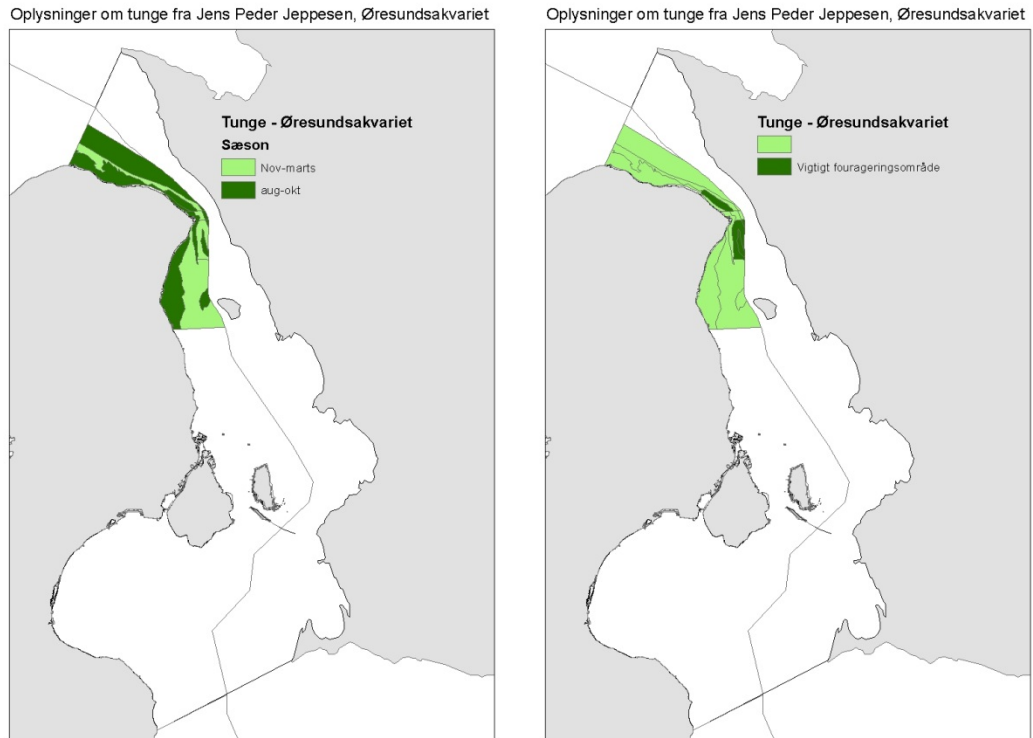 Oplysninger om tunge fra Jens Peder Jeppesen, Øresundsakvariet
Tunge - Øresundsakvariet
Sæson
Nov-marts
aug-okt
Oplysninger om tunge fra Jens Peder Jeppesen, Øresundsakvariet
Tunge - Øresundsakvariet
Vigtigt fourageringsområde